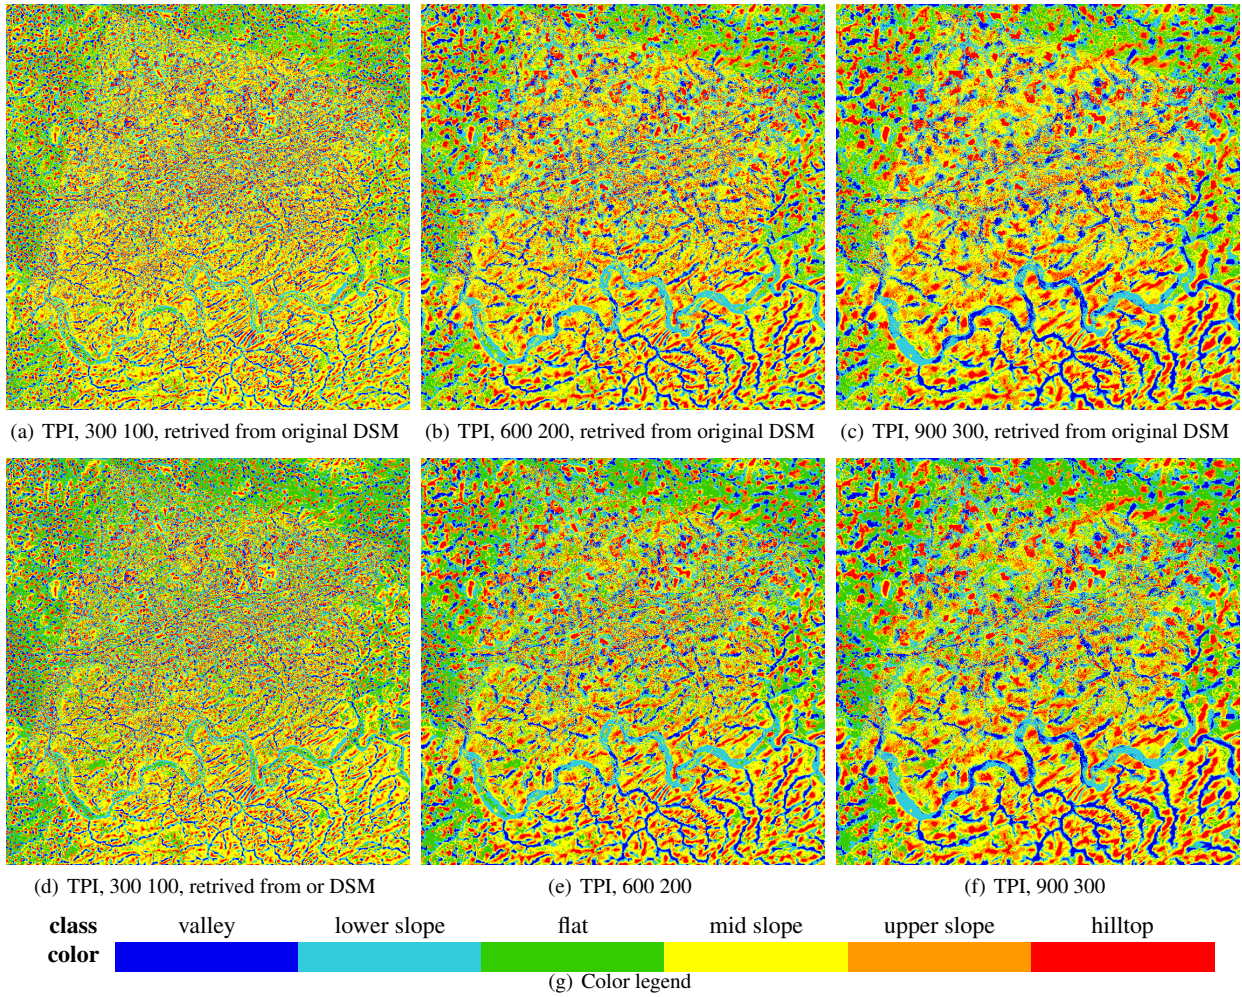 (a) TPI, 300 100, retrived from original DSM
(b) TPI, 600 200, retrived from original DSM
(c) TPI, 900 300, retrived from original DSM
(d) TPI, 300 100, retrived from or DSM
(e) TPI, 600 200
(f) TPI, 900 300
class valley lower slope flat mid slope upper slope hilltop
color
(g) Color legend